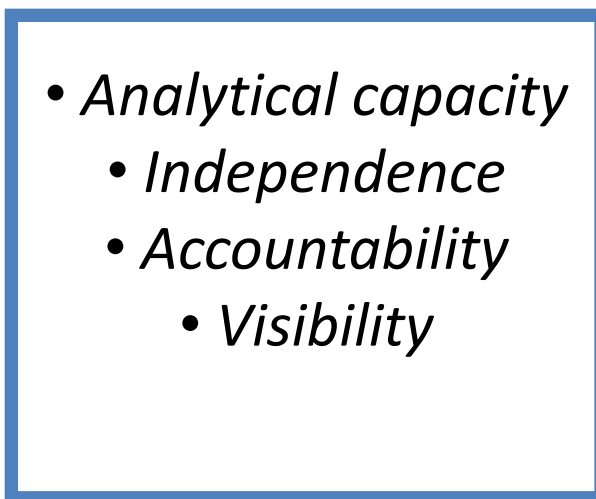 • Analytical capacity
• Independence
• Accountability
• Visibility